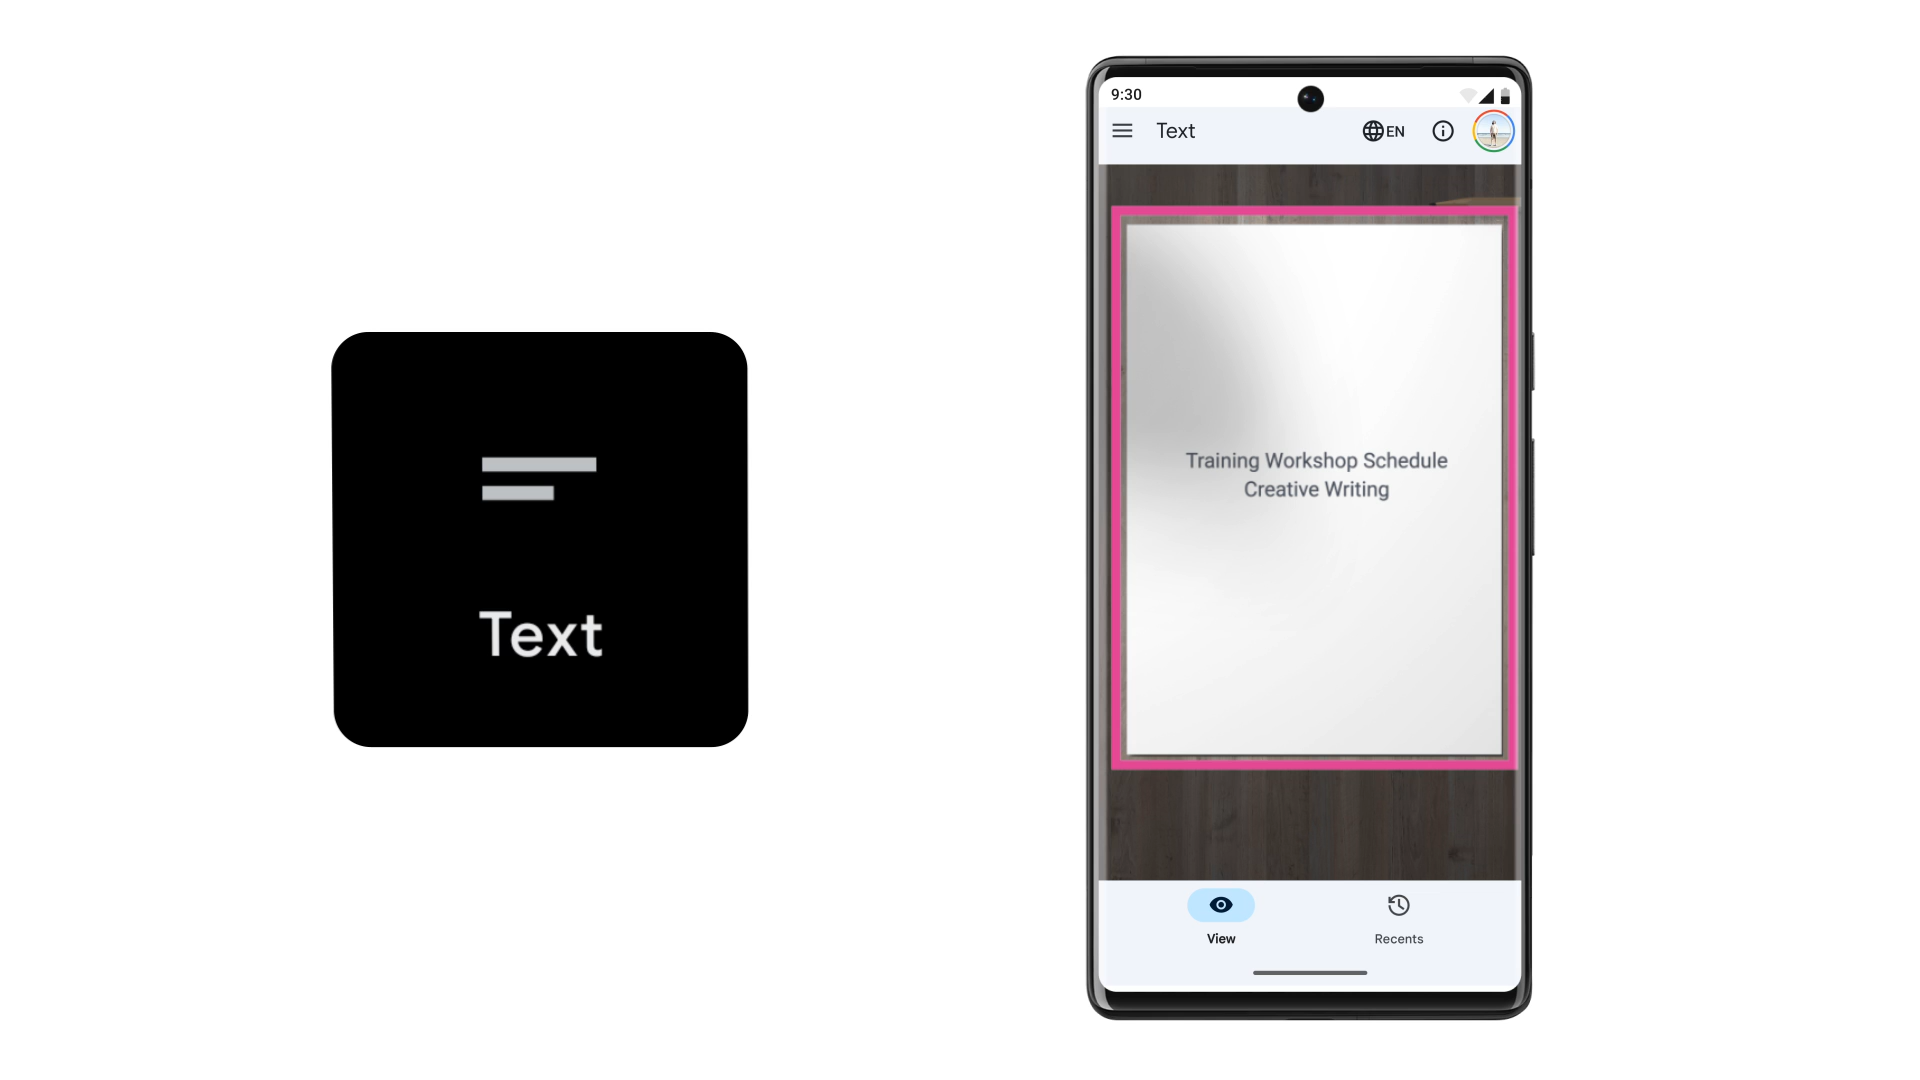 Text
9:30
Text
EN
Training Workshop Schedule
Creative Writing
View
Recents